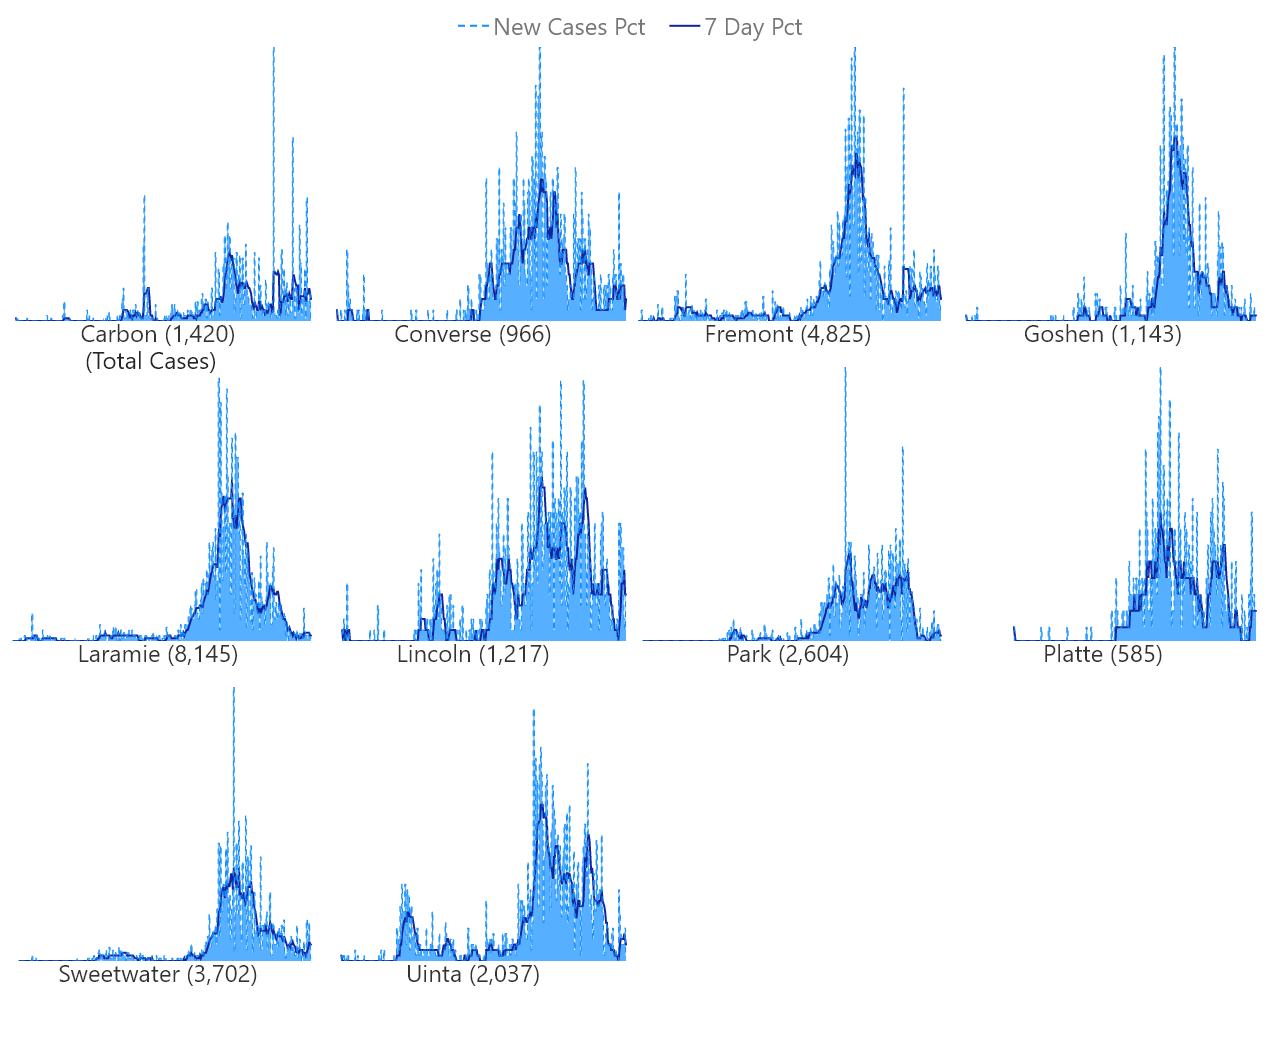 New Cases Pct 7 Day Pct
Carbon (1,420) Converse (966) Fremont (4,825) Goshen (1,143)
(Total Cases)
Laramie (8,145) Lincoln (1,217) Park (2,604) Platte (585)
Sweetwater (3,702) Uinta (2,037)